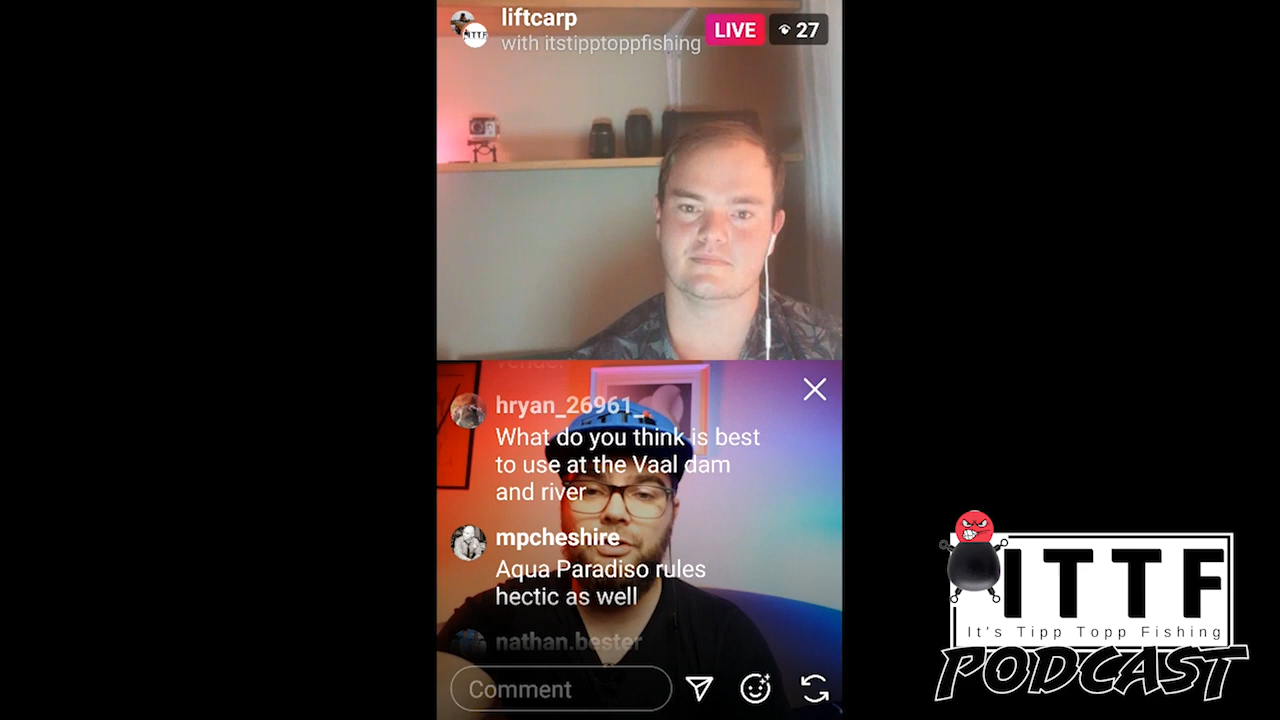 liftcarp
with itstipptoppfishing
LIVE
27
ITTF
hryan_26961_
What do you think is best
to use at the Vaal dam
and river
mpcheshire
Aqua Paradiso rules
hectic as well
nathan.bester
Comment
ITTF
It's Tipp Topp Fishing
PODCAST